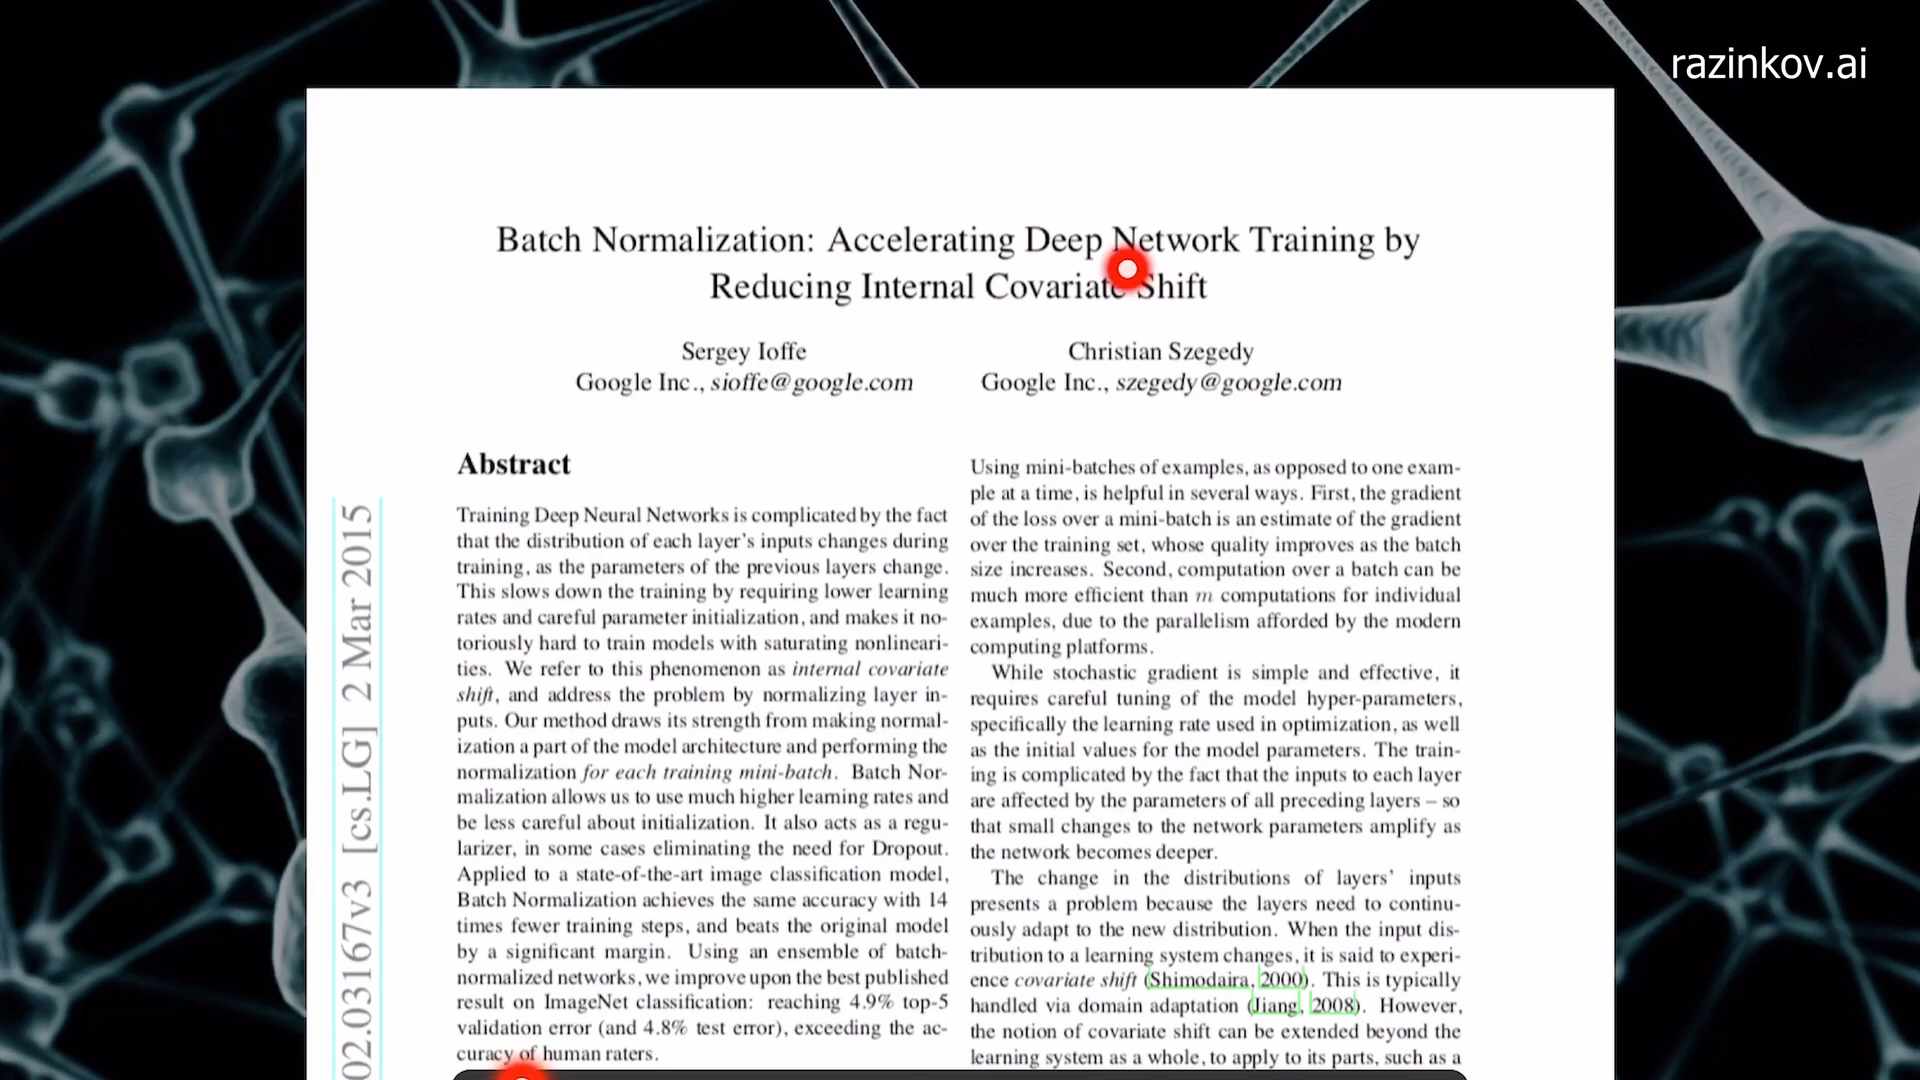 razinkov.ai
Batch Normalization: Accelerating Deep Network Training by
Reducing Internal Covariate Shift
Sergey Ioffe
Google Inc., sioffe@google.com
Christian Szegedy
Google Inc., szegedy@google.com
Abstract
Training Deep Neural Networks is complicated by the fact
that the distribution of each layer's inputs changes during
training, as the parameters of the previous layers change.
This slows down the training by requiring lower learning
rates and careful parameter initialization, and makes it no-
toriously hard to train models with saturating nonlineari-
ties. We refer to this phenomenon as internal covariate
shift, and address the problem by normalizing layer in-
puts. Our method draws its strength from making normal-
ization a part of the model architecture and performing the
normalization for each training mini-batch. Batch Nor-
malization allows us to use much higher learning rates and
be less careful about initialization. It also acts as a regu-
larizer, in some cases eliminating the need for Dropout.
Applied to a state-of-the-art image classification model,
Batch Normalization achieves the same accuracy with 14
times fewer training steps, and beats the original model
by a significant margin. Using an ensemble of batch-
normalized networks, we improve upon the best published
result on ImageNet classification: reaching 4.9% top-5
validation error (and 4.8% test error), exceeding the ac-
curacy of human raters.
Using mini-batches of examples, as opposed to one exam-
ple at a time, is helpful in several ways. First, the gradient
of the loss over a mini-batch is an estimate of the gradient
over the training set, whose quality improves as the batch
size increases. Second, computation over a batch can be
much more efficient than m computations for individual
examples, due to the parallelism afforded by the modern
computing platforms.
While stochastic gradient is simple and effective, it
requires careful tuning of the model hyper-parameters,
specifically the learning rate used in optimization, as well
as the initial values for the model parameters. The train-
ing is complicated by the fact that the inputs to each layer
are affected by the parameters of all preceding layers – so
that small changes to the network parameters amplify as
the network becomes deeper.
The change in the distributions of layers' inputs
presents a problem because the layers need to continu-
ously adapt to the new distribution. When the input dis-
tribution to a learning system changes, it is said to experi-
ence covariate shift (Shimodaira, 2000). This is typically
handled via domain adaptation (Jiang, 2008). However,
the notion of covariate shift can be extended beyond the
learning system as a whole, to apply to its parts, such as a
02.03167v3 [cs.LG] 2 Mar 2015